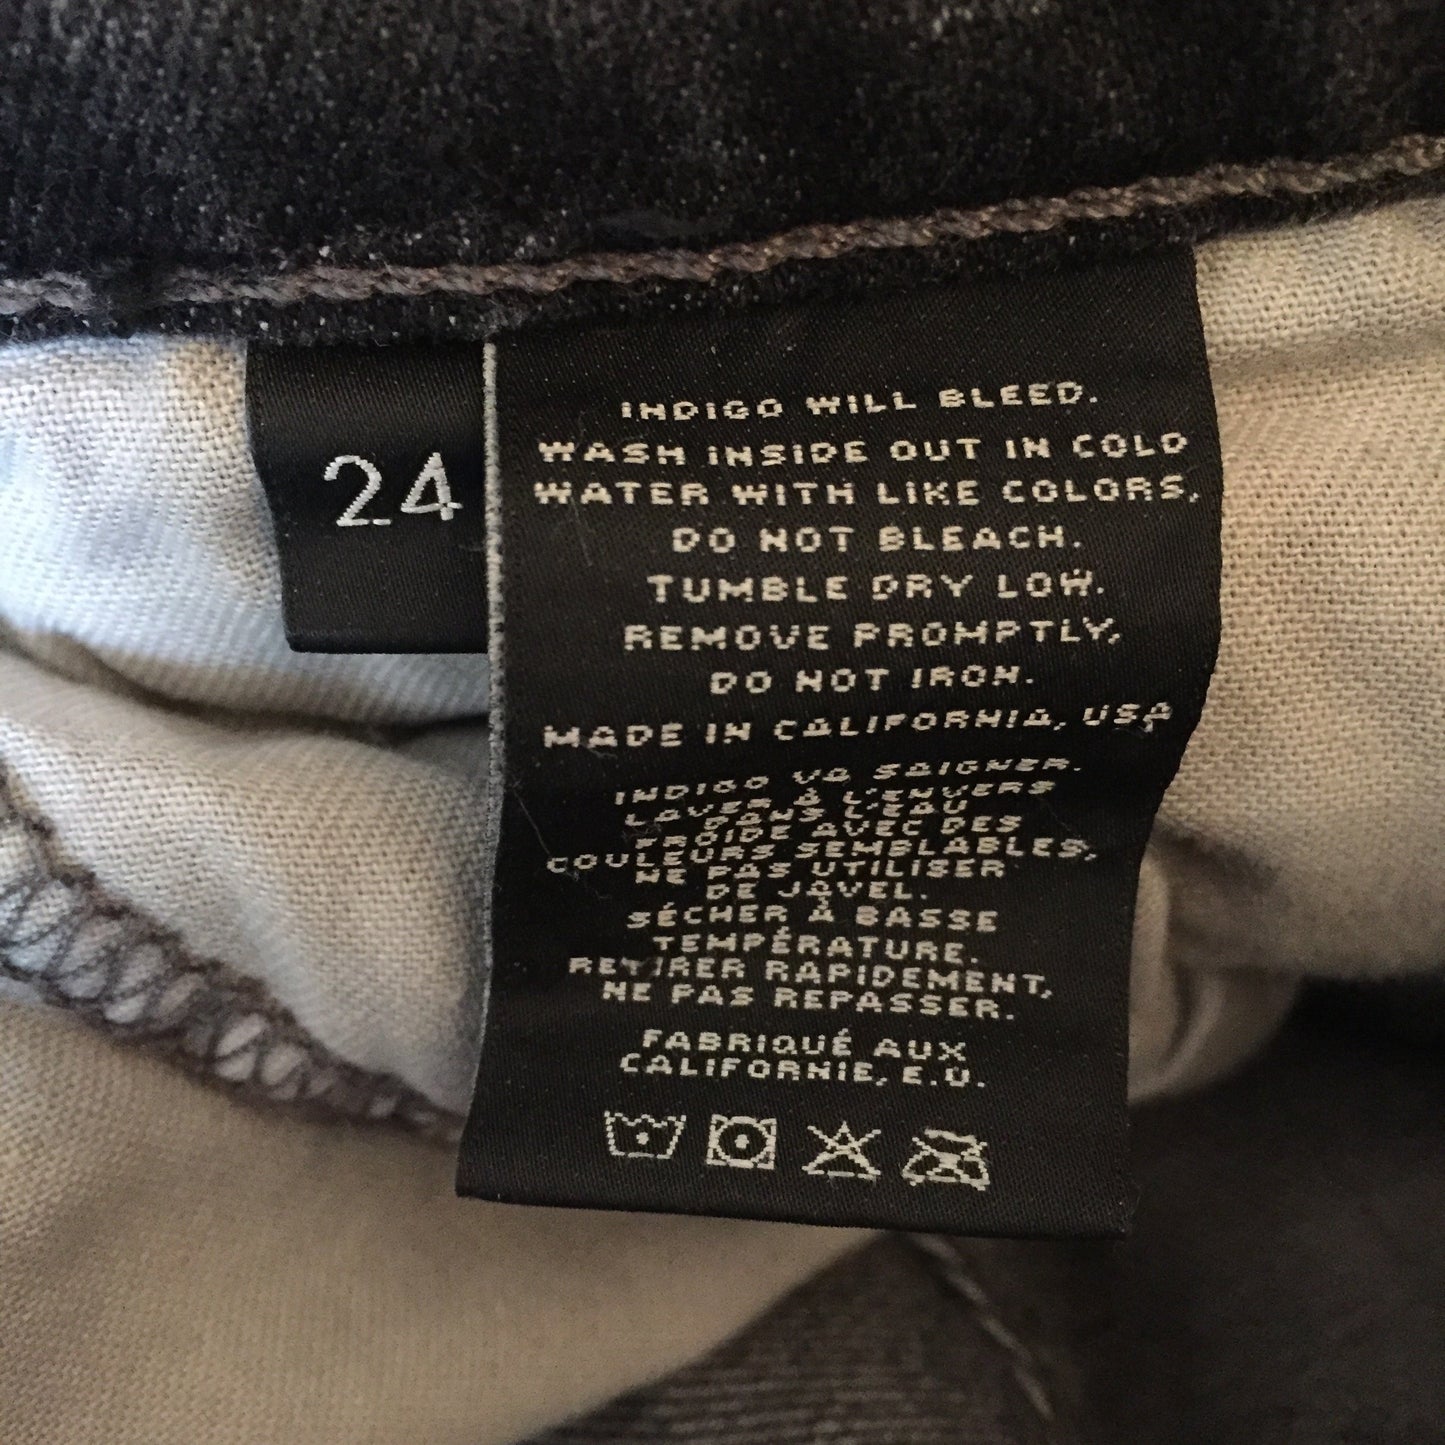 24
INDIGO WILL BLEED.
WASH INSIDE OUT IN COLD
WATER WITH LIKE COLORS,
DO NOT BLEACH.
TUMBLE DRY LOW.
REMOVE PROMPTLY,
DO NOT IRON.
MADE IN CALIFORNIA, USA
INDIGO VA SAIGNER.
LAVER À L'ENVERS
DANS L'EAU
FROIDE AVEC DES
COULEURS SEMBLABLES,
NE PAS UTILISER
DE JAVEL.
SÉCHER À BASSE
TEMPÉRATURE.
RETIRER RAPIDEMENT,
NE PAS REPASSER.
FABRIQUÉ AUX
CALIFORNIE, E.U.